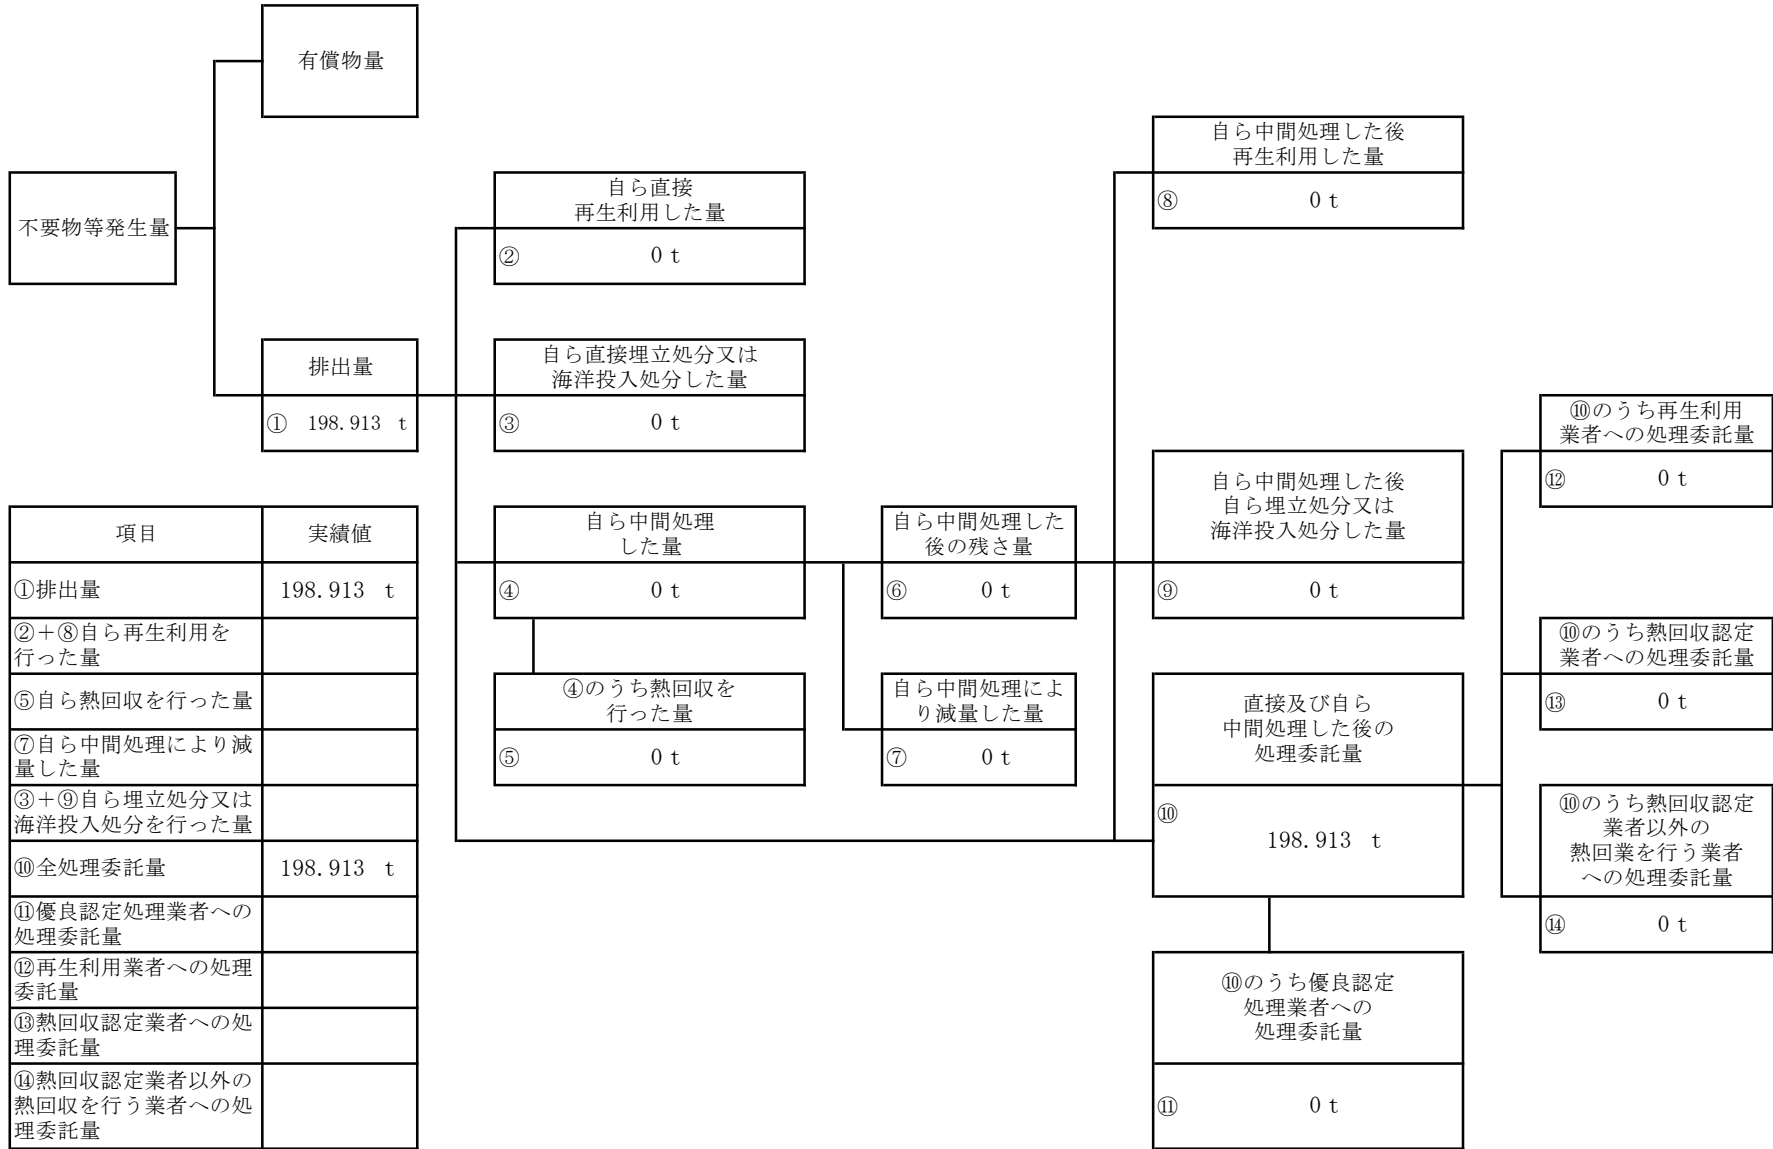 有償物量
自ら中間処理した後
再生利用した量
⑧ 0 t
不要物等発生量
自ら直接
再生利用した量
② 0 t
排出量
① 198.913 t
自ら直接埋立処分又は
海洋投入処分した量
③ 0 t
⑩のうち再生利用
業者への処理委託量
⑫ 0 t
自ら中間処理した後
自ら埋立処分又は
海洋投入処分した量
⑨ 0 t
自ら中間処理
した量
④ 0 t
自ら中間処理した
後の残さ量
⑥ 0 t
⑩のうち熱回収認定
業者への処理委託量
⑬ 0 t
④のうち熱回収を
行った量
⑤ 0 t
自ら中間処理によ
り減量した量
⑦ 0 t
直接及び自ら
中間処理した後の
処理委託量
⑩
198.913 t
⑩のうち熱回収認定
業者以外の
熱回業を行う業者
への処理委託量
⑭ 0 t
⑩のうち優良認定
処理業者への
処理委託量
⑪ 0 t
項目 実績値
①排出量 198.913 t
②＋⑧自ら再生利用を
行った量
⑤自ら熱回収を行った量
⑦自ら中間処理により減
量した量
③＋⑨自ら埋立処分又は
海洋投入処分を行った量
⑩全処理委託量 198.913 t
⑪優良認定処理業者への
処理委託量
⑫再生利用業者への処理
委託量
⑬熱回収認定業者への処
理委託量
⑭熱回収認定業者以外の
熱回収を行う業者への処
理委託量